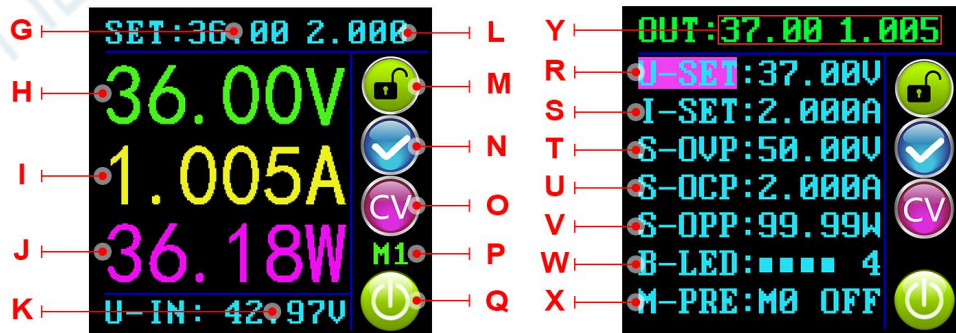 G SET:36.00 2.000 L
H 36.00V M
I 1.005A N
CV O
J 36.18W M1 P
K U-IN: 42.97V Q
Y OUT:37.00 1.005
R U-SET:37.00V
S I-SET:2.000A
T S-OVP:50.00V
U S-OCP:2.000A
CV
V S-OPP:99.99W
W B-LED: 4
X M-PRE:M0 OFF